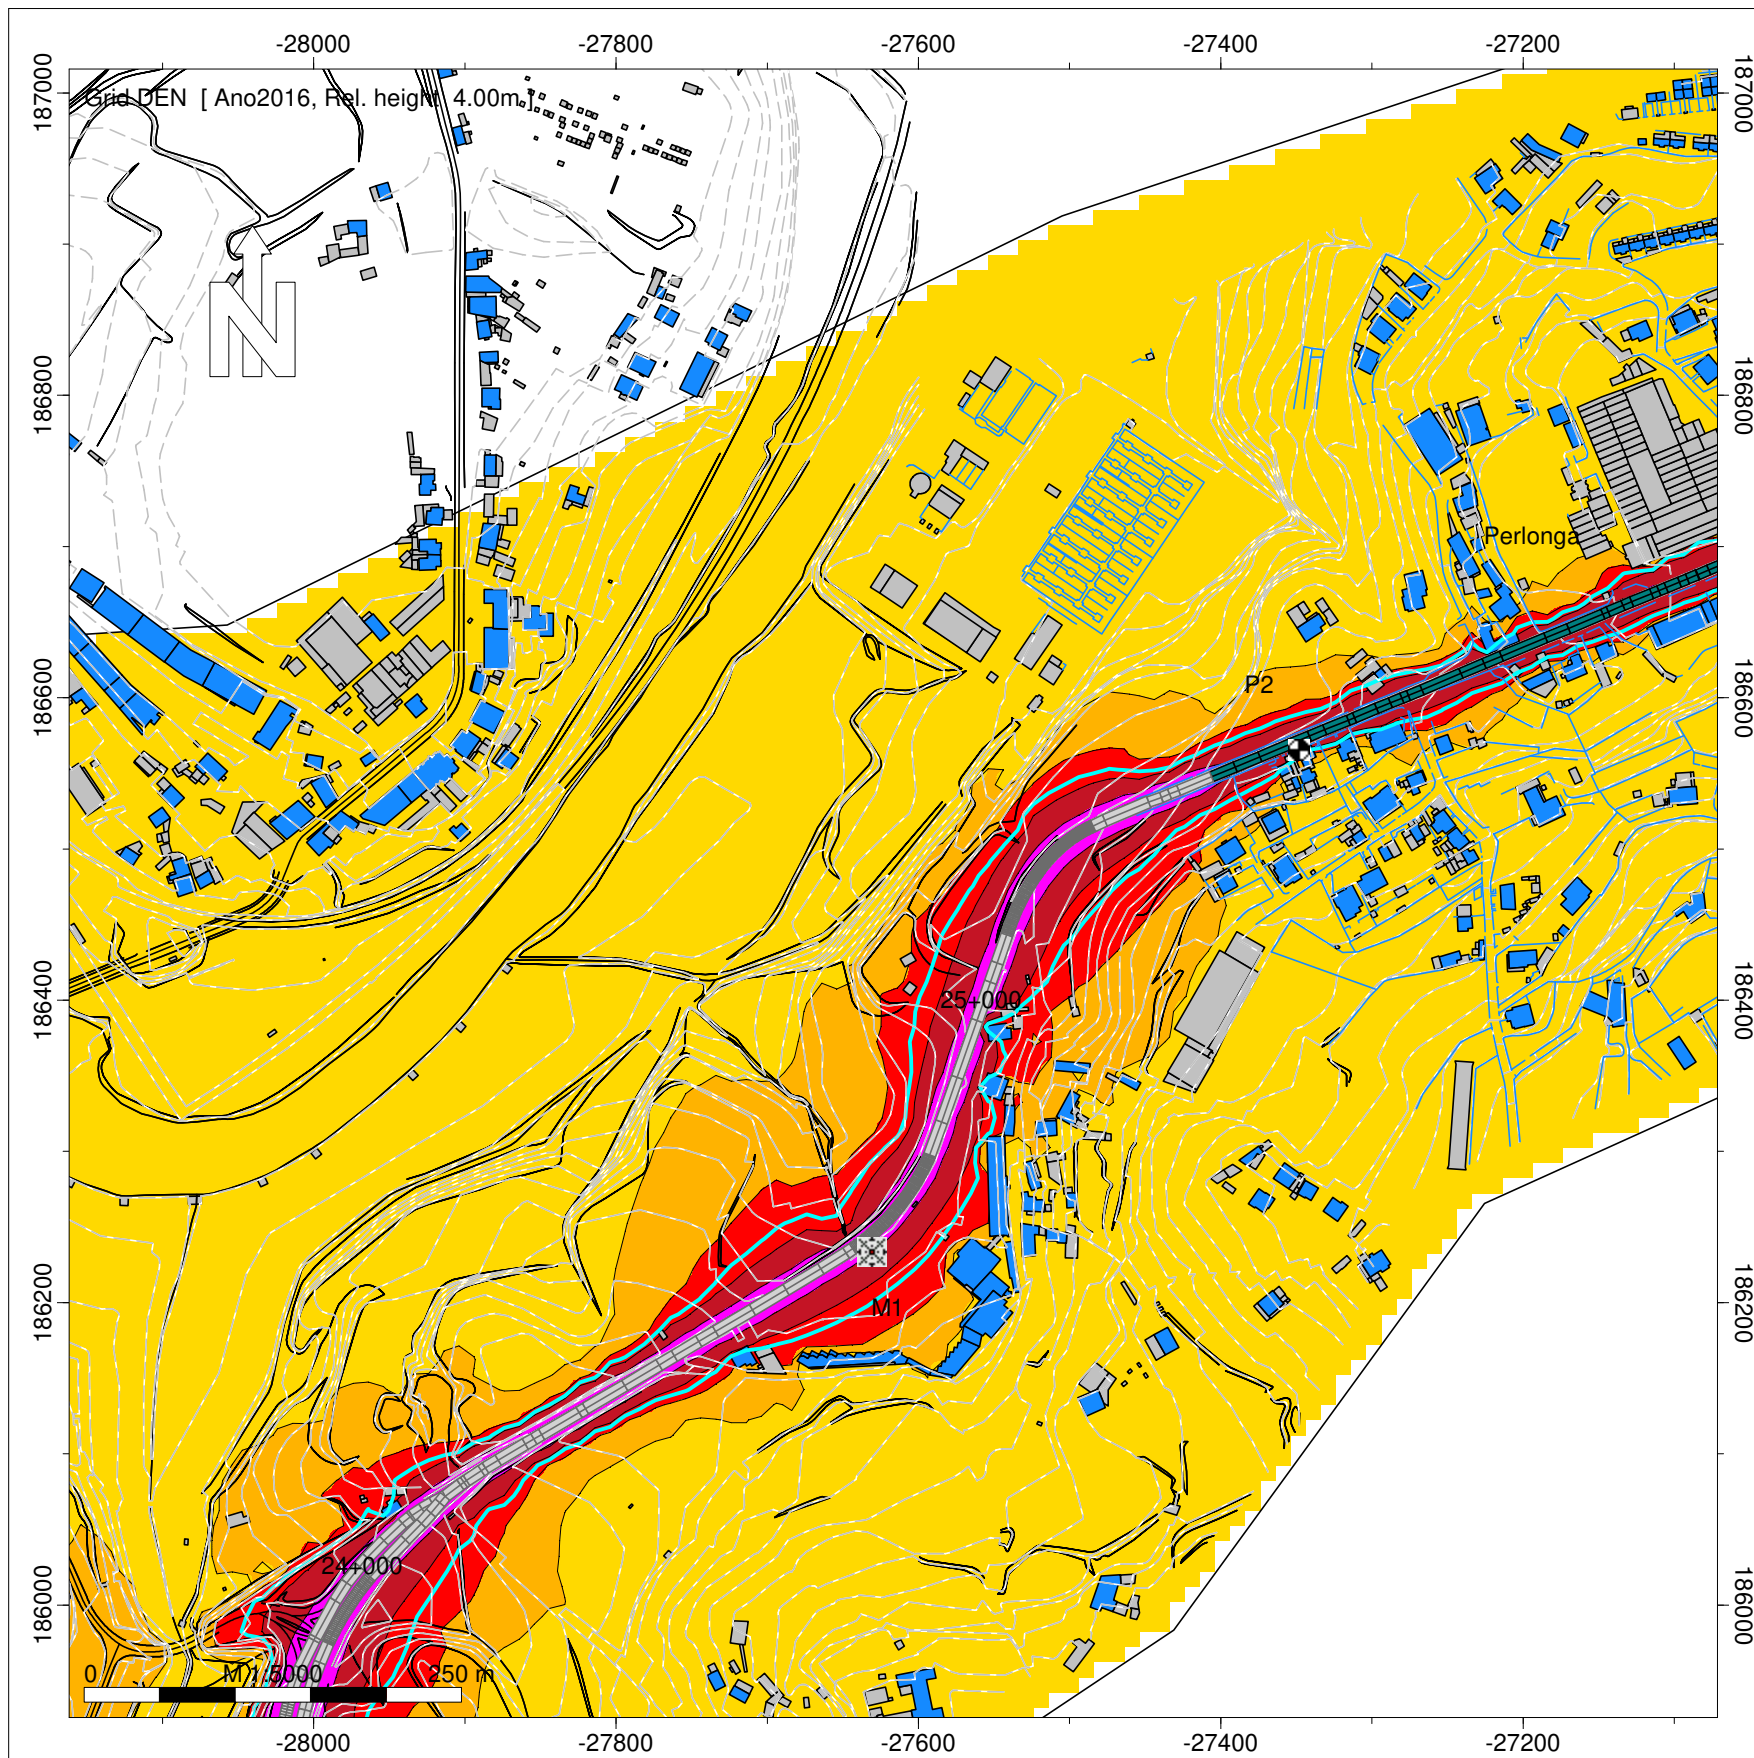 -28000 -27800 -27600 -27400 -27200
187000 187000
Grid DEN [ Ano2016, Rel. height 4.00m ]
N
186800 186800
Perlonga
186600 186600
P2
186400 186400
25+000
186200 186200
M1
24+000
186000 186000
0 M 1:5000 250 m
-28000 -27800 -27600 -27400 -27200